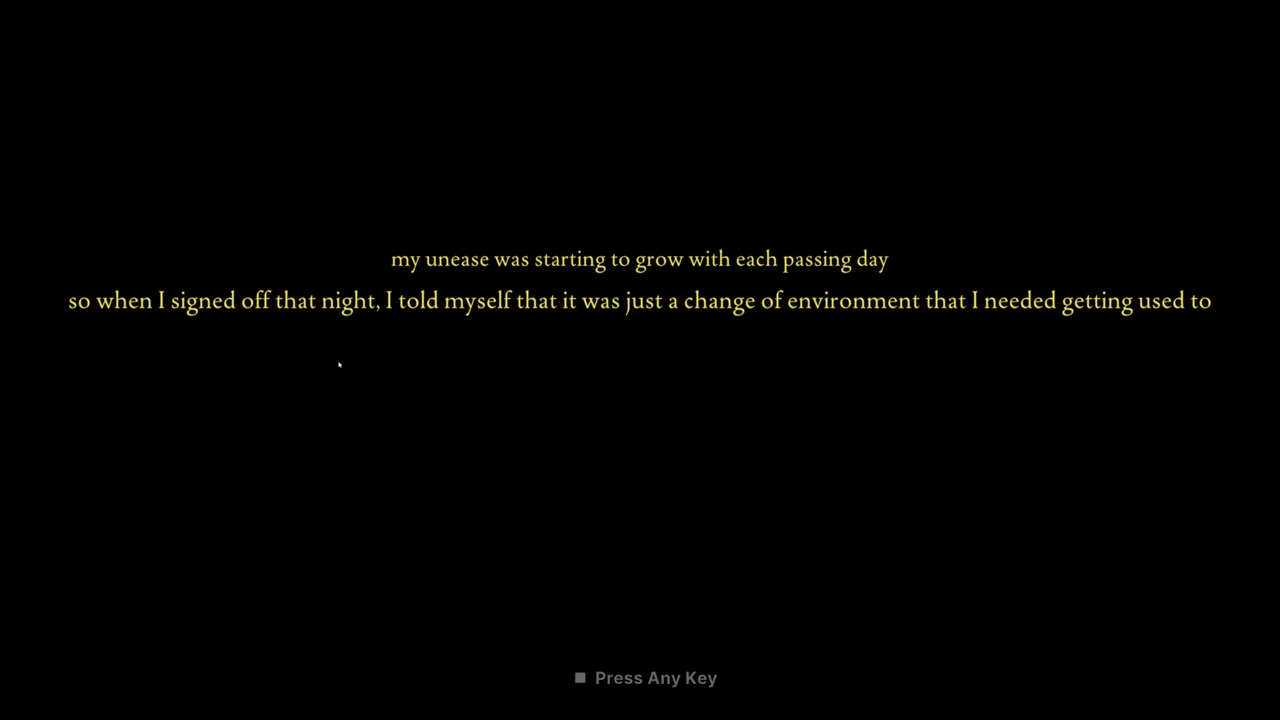 my unease was starting to grow with each passing day
so when I signed off that night, I told myself that it was just a change of environment that I needed getting used to
Press Any Key